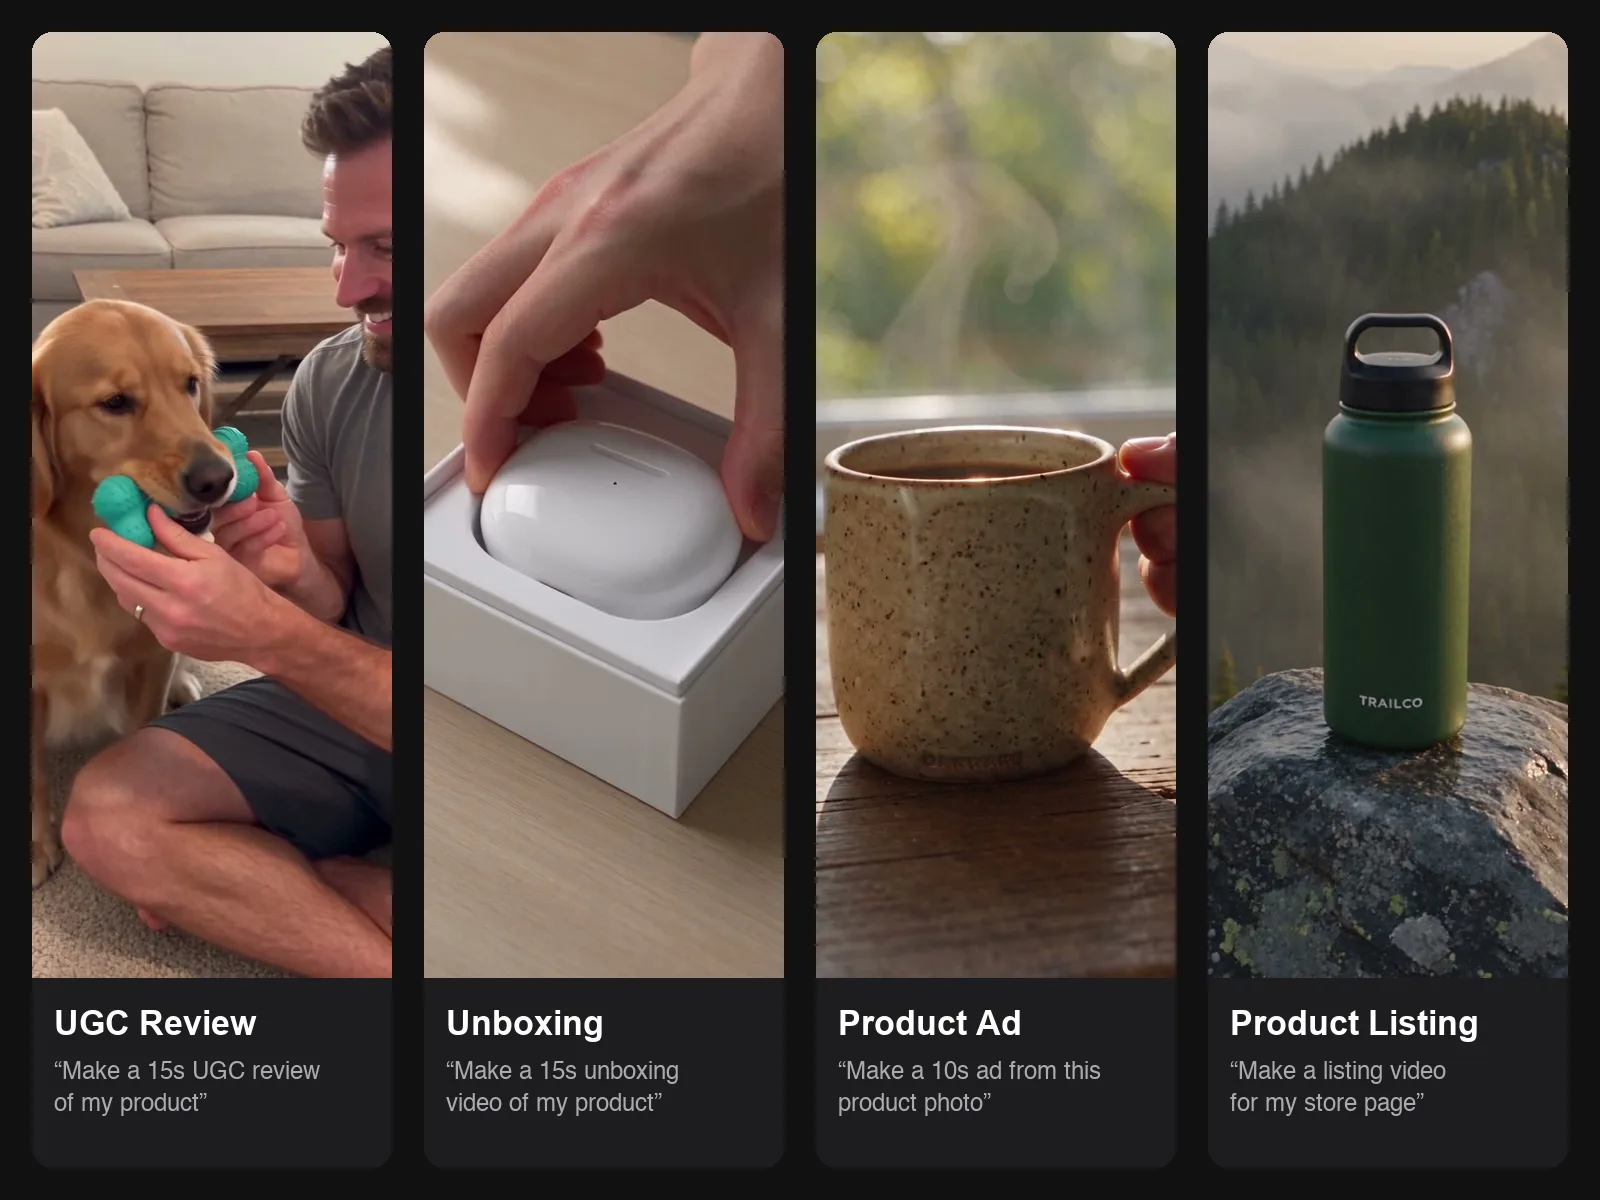 TRAILCO
UGC Review
“Make a 15s UGC review
of my product”
Unboxing
“Make a 15s unboxing
video of my product”
Product Ad
“Make a 10s ad from this
product photo”
Product Listing
“Make a listing video
for my store page”